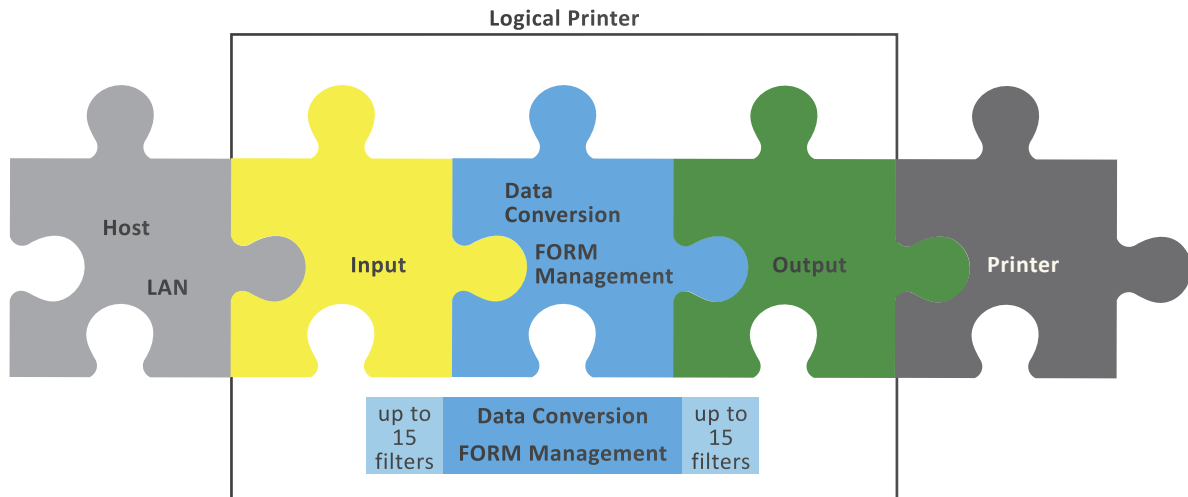 Logical Printer
Host
LAN
Input
Data
Conversion
FORM
Management
Output
Printer
up to
15
filters
Data Conversion
FORM Management
up to
15
filters